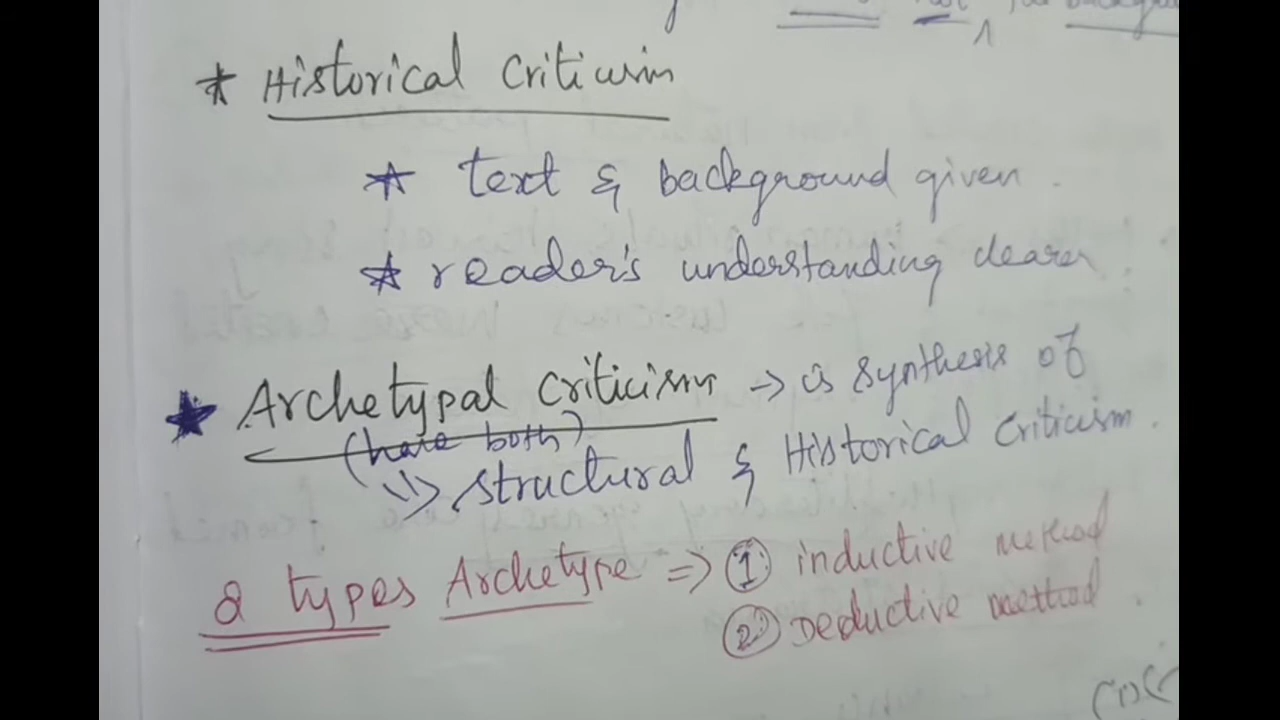 * Historical Criticism
* text & background given.
* reader's understanding clearer
* Archetypal Criticism → is synthesis of
(have both)
⇒ structural & Historical Criticism.
2 types Archetype ⇒ ① inductive method
② Deductive method.